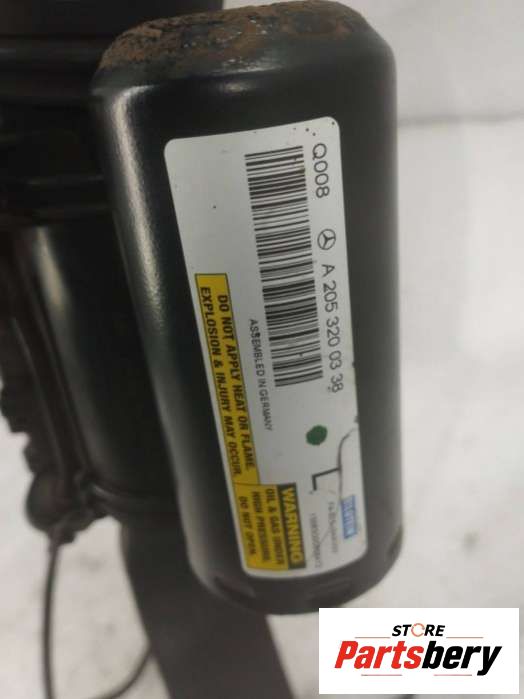 Q008 A 205 320 03 38
ASSEMBLED IN GERMANY
L
DO NOT APPLY HEAT OR FLAME.
EXPLOSION & INJURY MAY OCCUR.
WARNING
OIL & GAS UNDER
HIGH PRESSURE.
DO NOT OPEN.
STORE
Partsbery